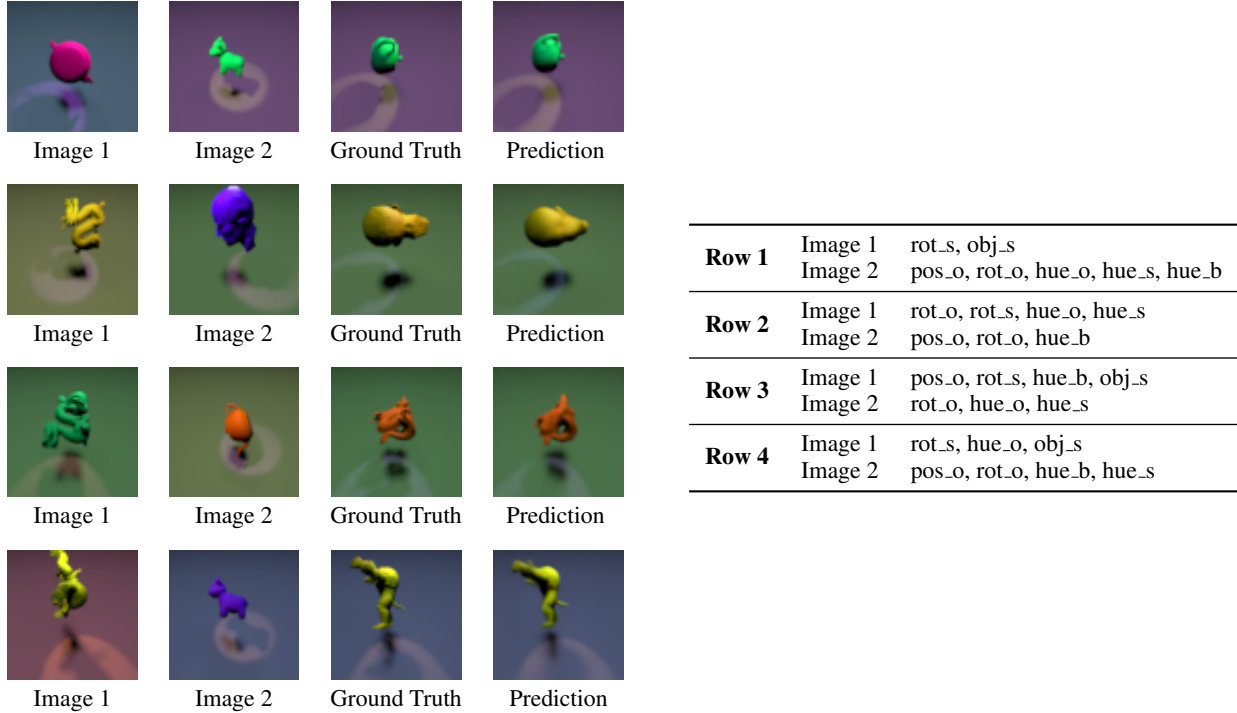 Image 1 Image 2 Ground Truth Prediction
Image 1 Image 2 Ground Truth Prediction
Image 1 Image 2 Ground Truth Prediction
Image 1 Image 2 Ground Truth Prediction
Row 1 Image 1 rot_s, obj_s
Image 2 pos_o, rot_o, hue_o, hue_s, hue_b
Row 2 Image 1 rot_o, rot_s, hue_o, hue_s
Image 2 pos_o, rot_o, hue_b
Row 3 Image 1 pos_o, rot_s, hue_b, obj_s
Image 2 rot_o, hue_o, hue_s
Row 4 Image 1 rot_s, hue_o, obj_s
Image 2 pos_o, rot_o, hue_b, hue_s